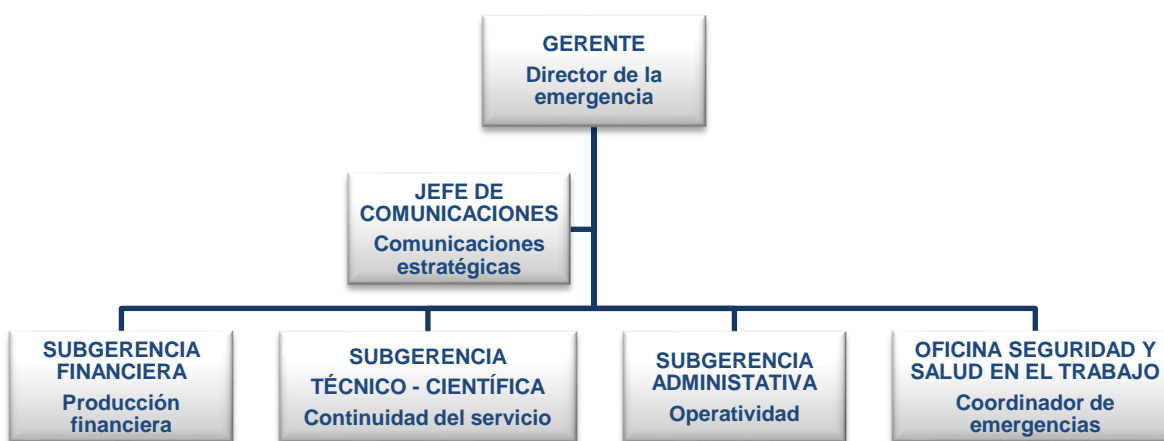 GERENTE
Director de la
emergencia
JEFE DE
COMUNICACIONES
Comunicaciones
estratégicas
SUBGERENCIA
FINANCIERA
Producción
financiera
SUBGERENCIA
TÉCNICO - CIENTÍFICA
Continuidad del servicio
SUBGERENCIA
ADMINISTATIVA
Operatividad
OFICINA SEGURIDAD Y
SALUD EN EL TRABAJO
Coordinador de
emergencias